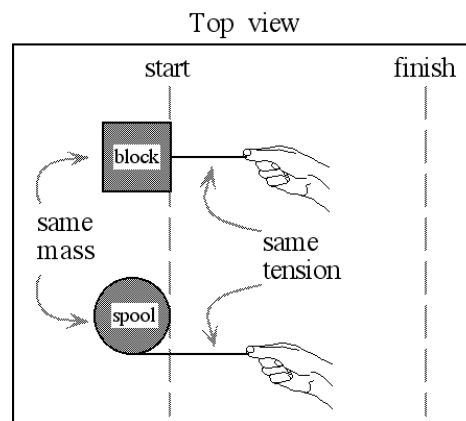 Top view
start
finish
block
same
mass
same
tension
spool